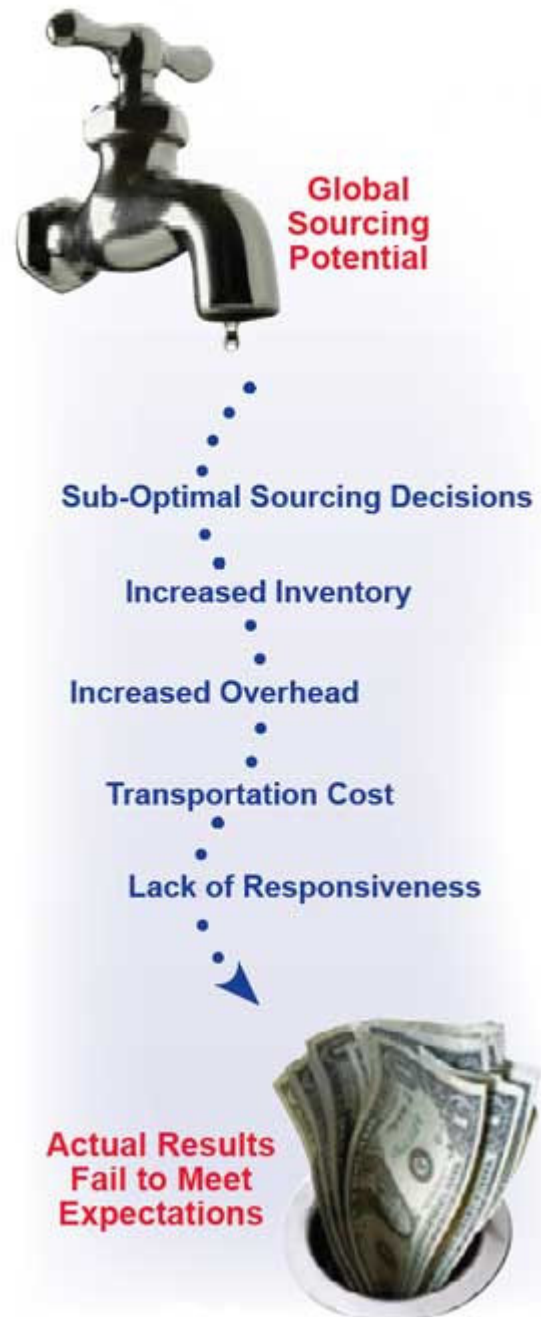 Global
Sourcing
Potential
Sub-Optimal Sourcing Decisions
Increased Inventory
Increased Overhead
Transportation Cost
Lack of Responsiveness
Actual Results
Fail to Meet
Expectations